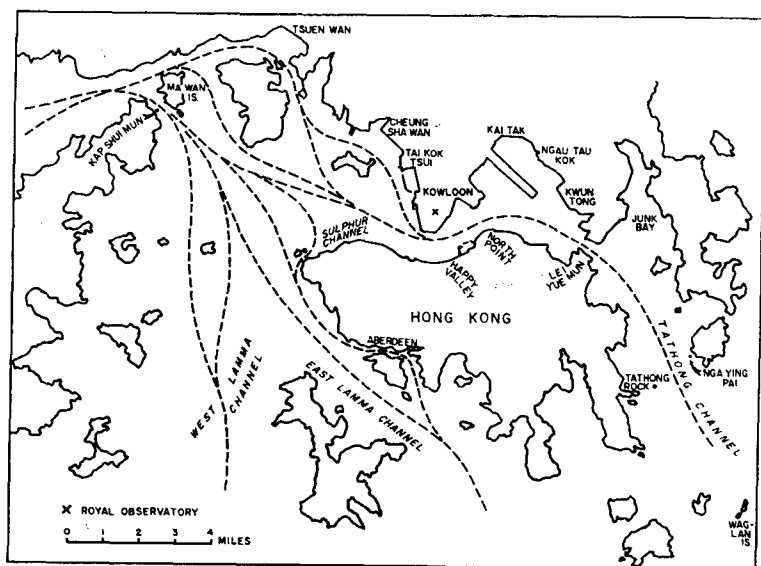 TSUEN WAN
MA WAN
IS.
KAP SHUI MUN
CHEUNG
SHA WAN
TAI KOK
TSUI
KAI TAK
NGAU TAU
KOK
KOWLOON
KWUN
TONG
JUNK
BAY
SULPHUR
CHANNEL
NORTH
POINT
HAPPY
VALLEY
LEI
YUE MUN
HONG KONG
ABERDEEN
WEST LAMMA
CHANNEL
EAST LAMMA CHANNEL
TATHONG
ROCK
TATHONG CHANNEL
NGA YING
PAI
WAG-
LAN
IS.
× ROYAL OBSERVATORY
0 1 2 3 4
MILES